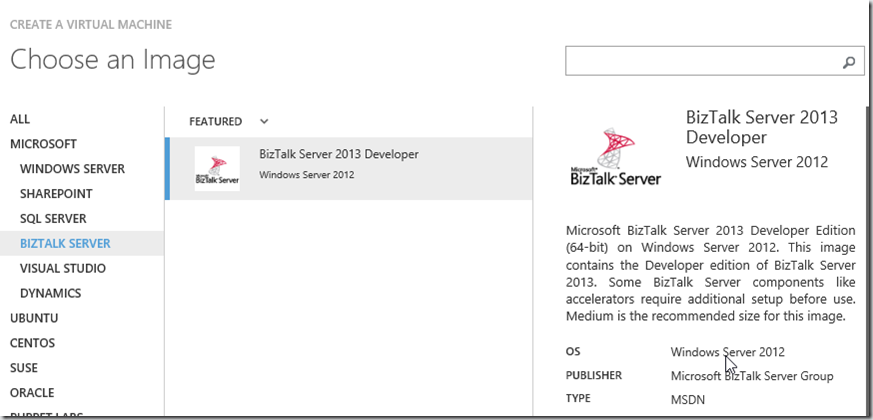 CREATE A VIRTUAL MACHINE
Choose an Image
ALL
MICROSOFT
WINDOWS SERVER
SHAREPOINT
SQL SERVER
BIZTALK SERVER
VISUAL STUDIO
DYNAMICS
UBUNTU
CENTOS
SUSE
ORACLE
PUPPET LABS
FEATURED
Microsoft
BizTalk Server
BizTalk Server 2013 Developer
Windows Server 2012
Microsoft
BizTalk Server
BizTalk Server 2013
Developer
Windows Server 2012
Microsoft BizTalk Server 2013 Developer Edition
(64-bit) on Windows Server 2012. This image
contains the Developer edition of BizTalk Server
2013. Some BizTalk Server components like
accelerators require additional setup before use.
Medium is the recommended size for this image.
OS Windows Server 2012
PUBLISHER Microsoft BizTalk Server Group
TYPE MSDN